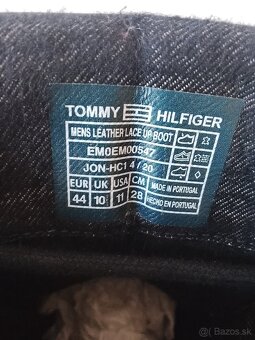 TOMMY HILFIGER
MENS LEATHER LACE UP BOOT
EM0EM00547
JON-HC1 4 / 20
EUR UK USA CM MADE IN PORTUGAL
44 10 11 28 HECHO EN PORTUGAL
Bazos.sk